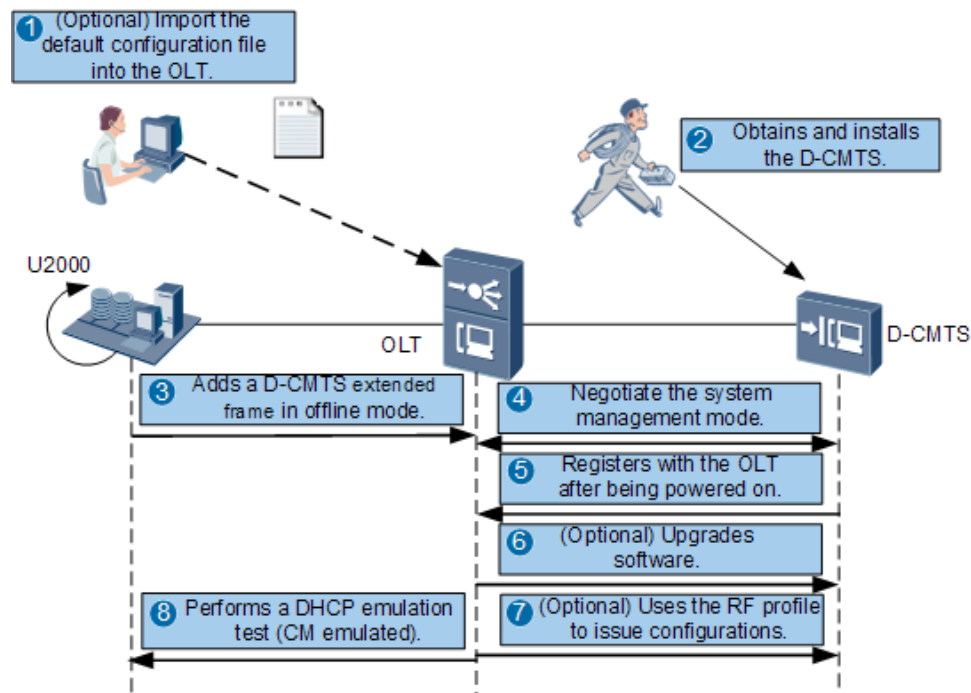 1 (Optional) Import the
default configuration file
into the OLT.
2 Obtains and installs
the D-CMTS.
U2000
OLT
D-CMTS
3 Adds a D-CMTS extended
frame in offline mode.
4 Negotiate the system
management mode.
5 Registers with the OLT
after being powered on.
6 (Optional) Upgrades
software.
8 Performs a DHCP emulation
test (CM emulated).
7 (Optional) Uses the RF profile
to issue configurations.